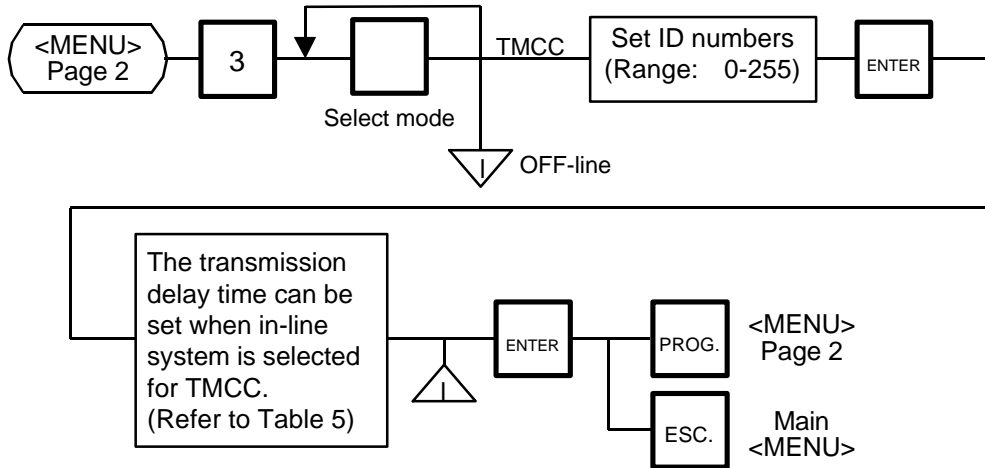 <MENU>
Page 2
3
Select mode
TMCC
Set ID numbers
(Range: 0-255)
ENTER
I
OFF-line
The transmission
delay time can be
set when in-line
system is selected
for TMCC.
(Refer to Table 5)
I
ENTER
PROG.
<MENU>
Page 2
ESC.
Main
<MENU>